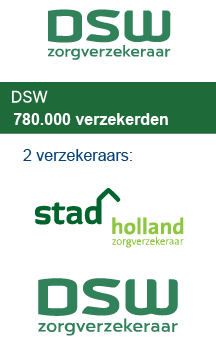 DSW
zorgverzekeraar
DSW
780.000 verzekerden
2 verzekeraars:
stad
holland
zorgverzekeraar
DSW
zorgverzekeraar